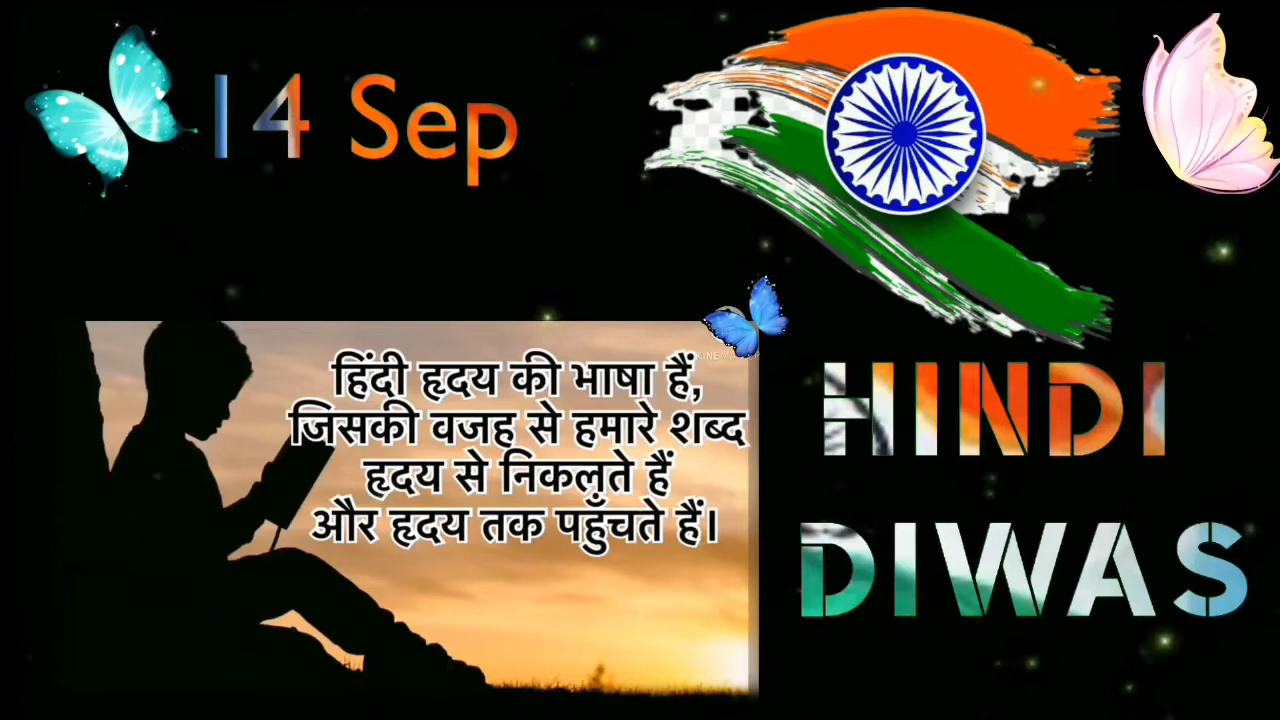 14 Sep
हिंदी हृदय की भाषा हैं,
जिसकी वजह से हमारे शब्द
हृदय से निकलते हैं
और हृदय तक पहुँचते हैं।
HINDI
DIWAS